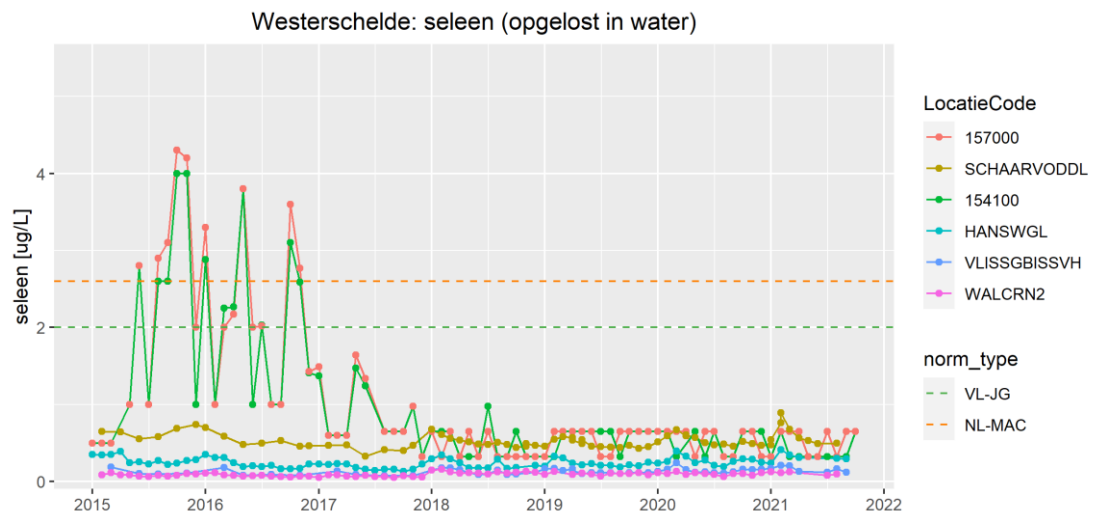 Westerschelde: seleen (opgelost in water)
seleen [ug/L]
4
2
0
2015 2016 2017 2018 2019 2020 2021 2022
LocatieCode
157000
SCHAARVODDL
154100
HANSWGL
VLISSGBISSVH
WALCRN2
norm_type
VL-JG
NL-MAC